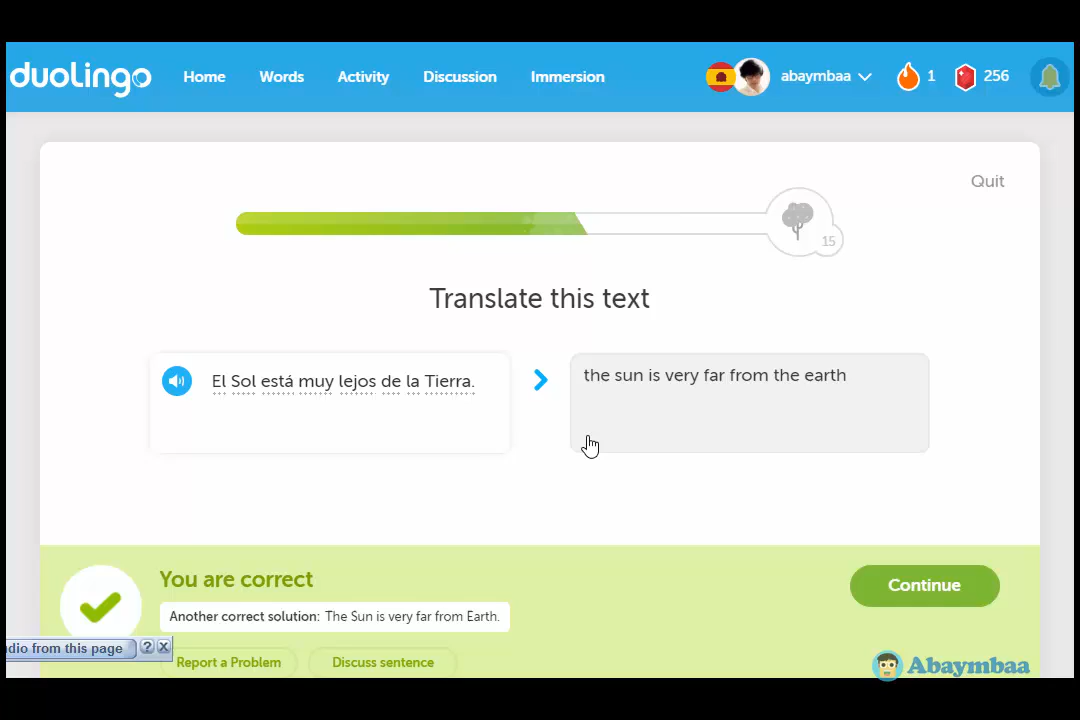 duolingo Home Words Activity Discussion Immersion abaymbaa 1 256
Quit
15
Translate this text
El Sol está muy lejos de la Tierra.
the sun is very far from the earth
You are correct
Continue
Another correct solution: The Sun is very far from Earth.
dio from this page ? X
Report a Problem Discuss sentence
Abaymbaa